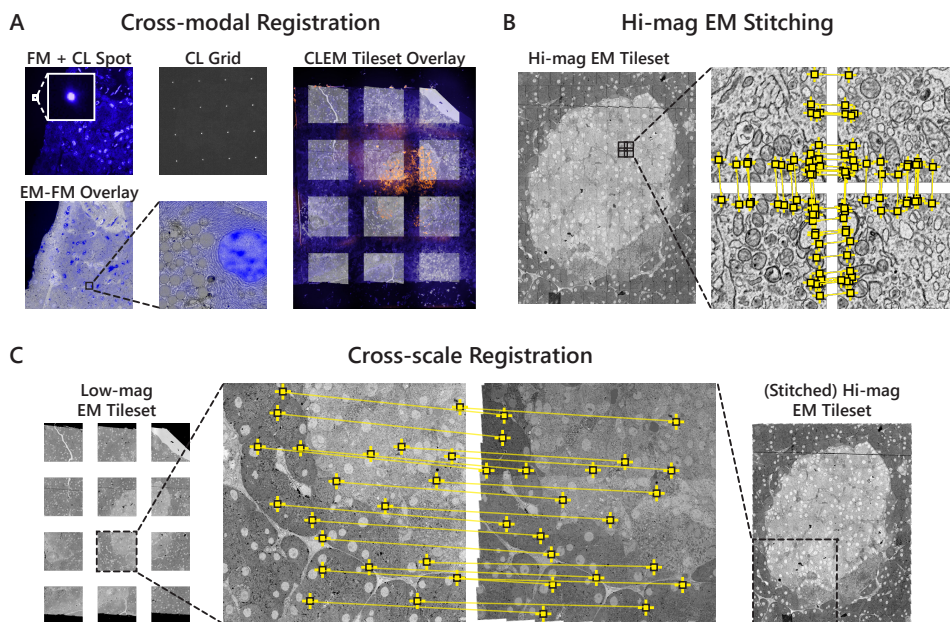 A
Cross-modal Registration
FM + CL Spot
CL Grid
CLEM Tileset Overlay
EM-FM Overlay
B
Hi-mag EM Stitching
Hi-mag EM Tileset
C
Cross-scale Registration
Low-mag
EM Tileset
(Stitched) Hi-mag
EM Tileset